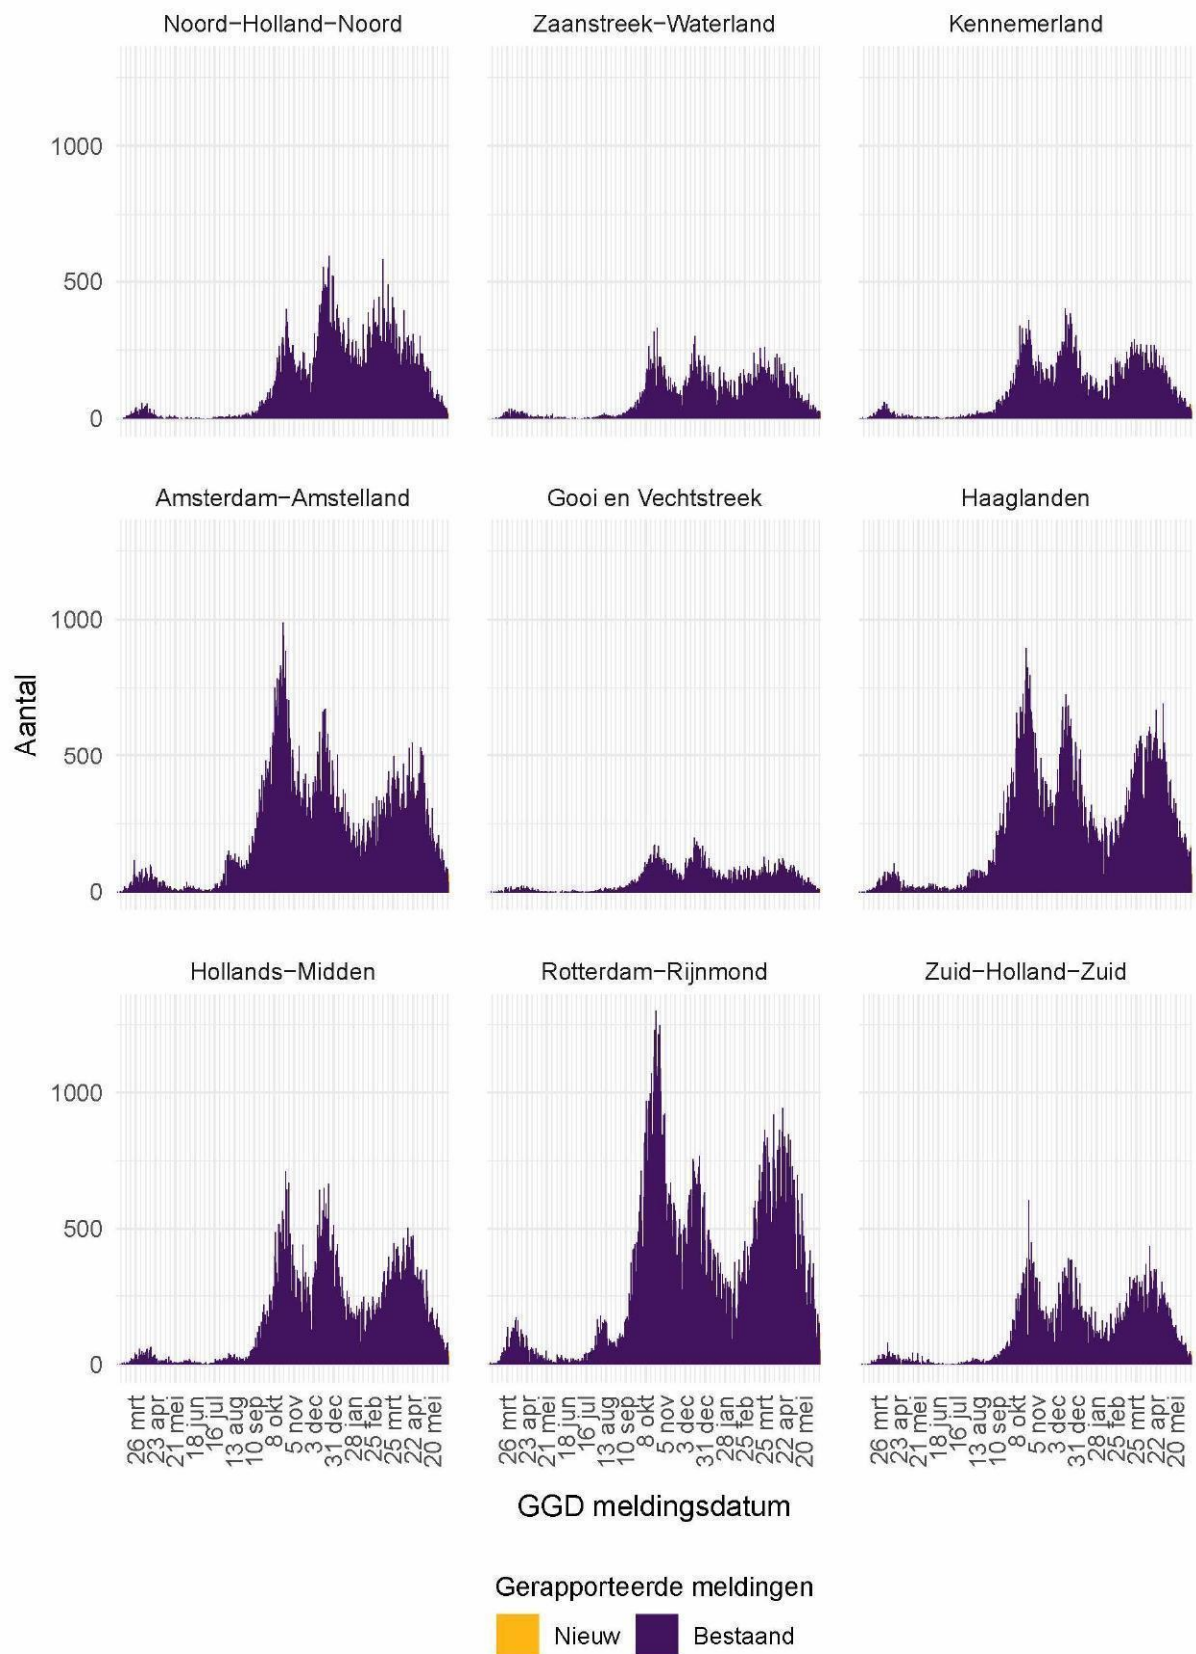 Noord-Holland-Noord Zaanstreek-Waterland Kennemerland
1000
500
0
Amsterdam-Amstelland Gooi en Vechtstreek Haaglanden
1000
500
0
Aantal
Hollands-Midden Rotterdam-Rijnmond Zuid-Holland-Zuid
1000
500
0
26 mrt 23 apr 21 mei 18 jun 16 jul 13 aug 10 sep 8 okt 5 nov 3 dec 31 dec 28 jan 25 feb 25 mrt 22 apr 20 mei
26 mrt 23 apr 21 mei 18 jun 16 jul 13 aug 10 sep 8 okt 5 nov 3 dec 31 dec 28 jan 25 feb 25 mrt 22 apr 20 mei
26 mrt 23 apr 21 mei 18 jun 16 jul 13 aug 10 sep 8 okt 5 nov 3 dec 31 dec 28 jan 25 feb 25 mrt 22 apr 20 mei
GGD meldingsdatum
Gerapporteerde meldingen
Nieuw Bestaand